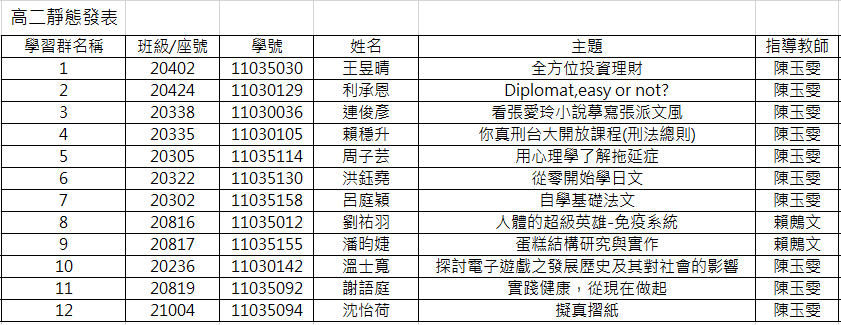 高二靜態發表
學習群名稱 班級/座號 學號 姓名 主題 指導教師
1 20402 11035030 王昱晴 全方位投資理財 陳玉雯
2 20424 11030129 利承恩 Diplomat,easy or not? 陳玉雯
3 20338 11030036 連俊彥 看張愛玲小說摹寫張派文風 陳玉雯
4 20335 11030105 賴穩升 你真刑台大開放課程(刑法總則) 陳玉雯
5 20305 11035114 周子芸 用心理學了解拖延症 陳玉雯
6 20322 11035130 洪鈺堯 從零開始學日文 陳玉雯
7 20302 11035158 呂庭穎 自學基礎法文 陳玉雯
8 20816 11035012 劉祐羽 人體的超級英雄-免疫系統 賴鷗文
9 20817 11035155 潘昀婕 蛋糕結構研究與實作 賴鷗文
10 20236 11030142 溫士寬 探討電子遊戲之發展歷史及其對社會的影響 陳玉雯
11 20819 11035092 謝語庭 實踐健康，從現在做起 陳玉雯
12 21004 11035094 沈怡荷 擬真摺紙 陳玉雯